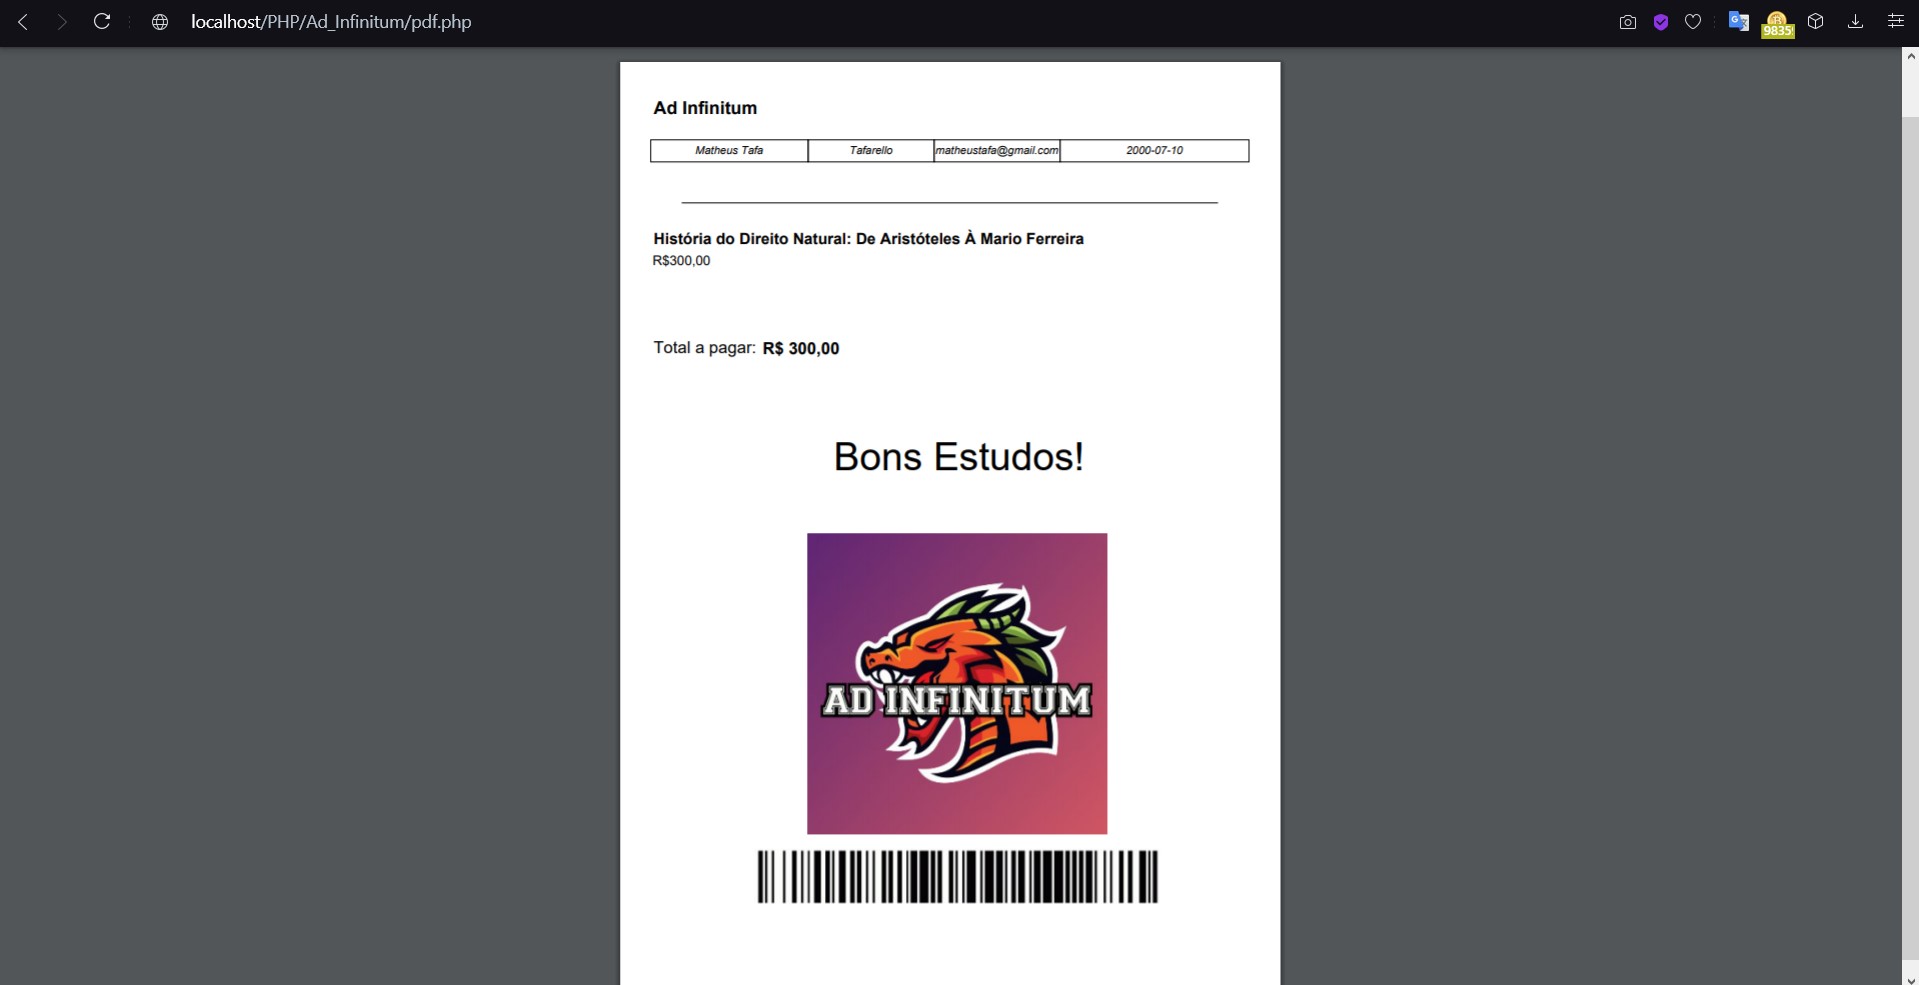 localhost/PHP/Ad_Infinitum/pdf.php
9835!
Ad Infinitum
Matheus Tafa Tafarello matheustafa@gmail.com 2000-07-10
História do Direito Natural: De Aristóteles À Mario Ferreira
R$300,00
Total a pagar: R$ 300,00
Bons Estudos!
AD INFINITUM